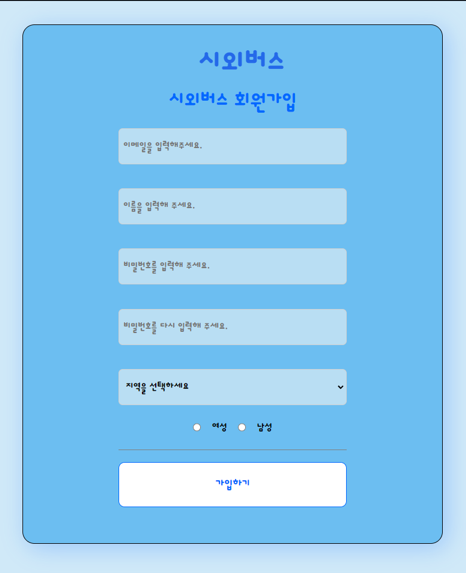 시외버스
시외버스 회원가입
이메일을 입력해주세요.
이름을 입력해 주세요.
비밀번호를 입력해 주세요.
비밀번호를 다시 입력해 주세요.
지역을 선택하세요
여성 남성
가입하기